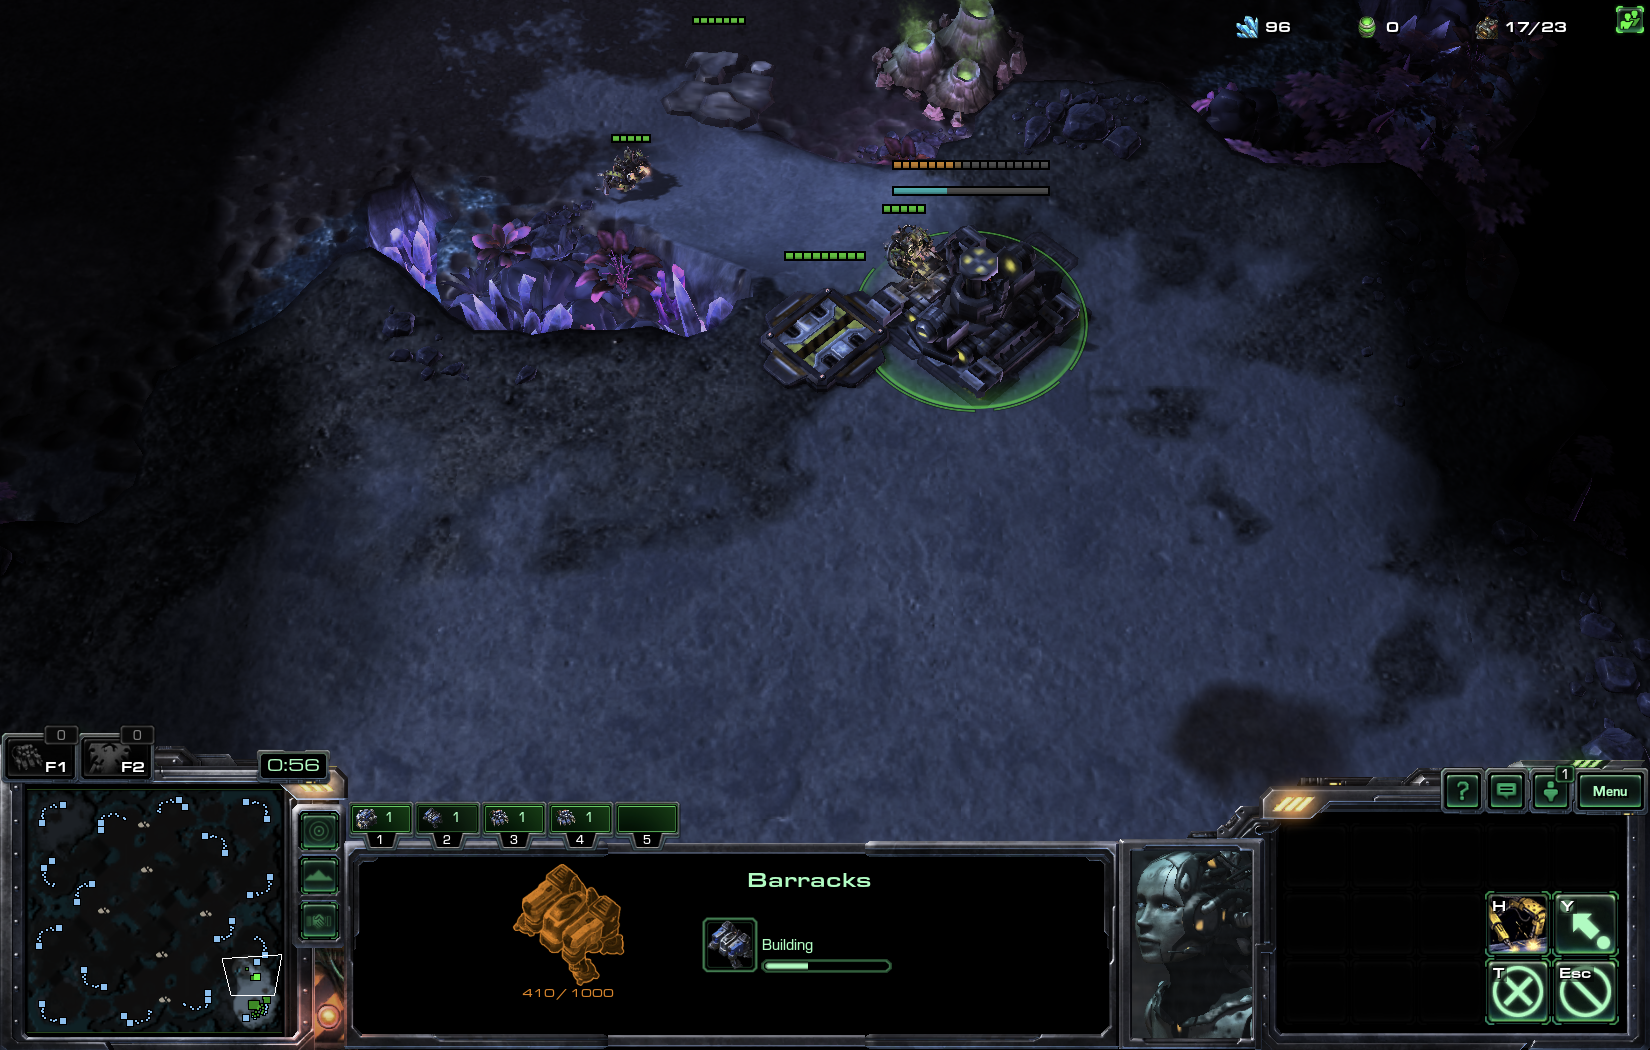 96 0 17/23
0 0
F1 F2 0:56
1 1 1 1
1 2 3 4 5
1
? Menu
Barracks
Building
410/1000
H Y
T Esc